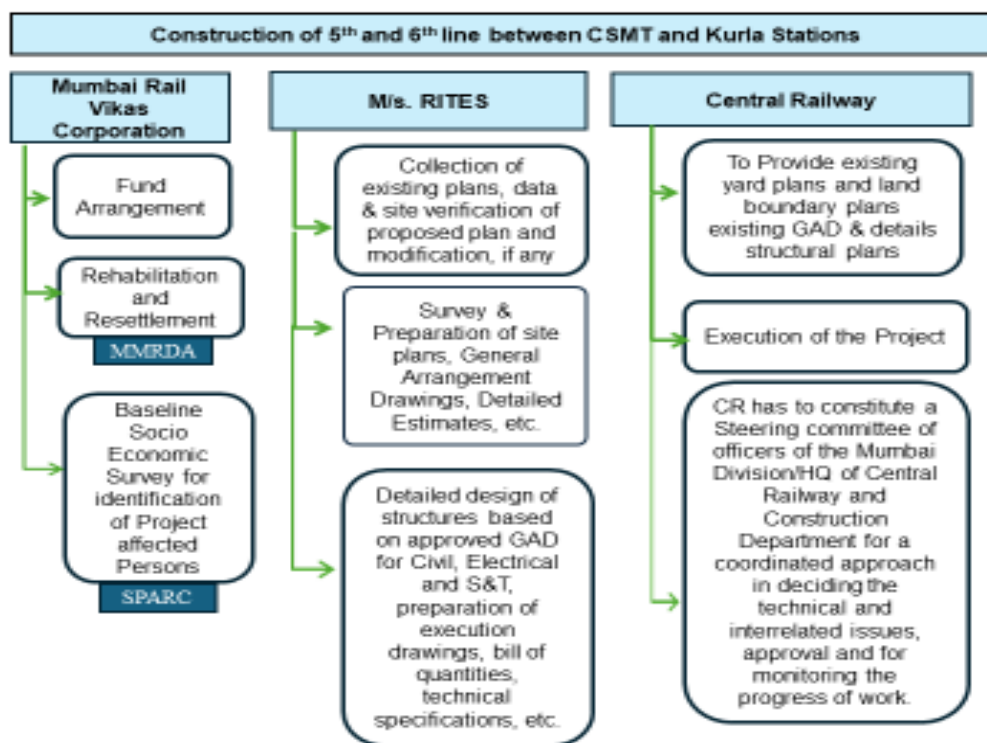 Construction of 5th and 6th line between CSMT and Kurla Stations
Mumbai Rail
Vikas
Corporation
Fund
Arrangement
Rehabilitation
and
Resettlement
MMRDA
Baseline
Socio
Economic
Survey for
identification
of Project
affected
Persons
SPARC
M/s. RITES
Collection of
existing plans, data
& site verification of
proposed plan and
modification, if any
Survey &
Preparation of site
plans, General
Arrangement
Drawings, Detailed
Estimates, etc.
Detailed design of
structures based
on approved GAD
for Civil, Electrical
and S&T,
preparation of
execution
drawings, bill of
quantities,
technical
specifications, etc.
Central Railway
To Provide existing
yard plans and land
boundary plans
existing GAD & details
structural plans
Execution of the Project
CR has to constitute a
Steering committee of
officers of the Mumbai
Division/HQ of Central
Railway and
Construction
Department for a
coordinated approach
in deciding the
technical and
interrelated issues,
approval and for
monitoring the
progress of work.